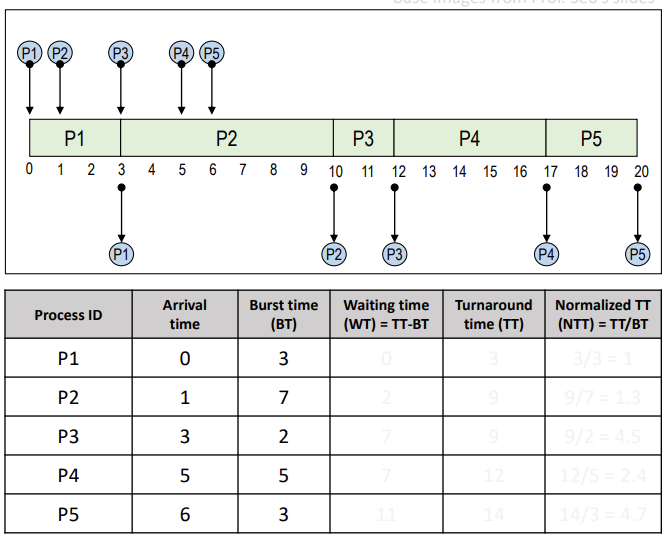 Base images from Prof. Seo's slides
P1 P2 P3 P4 P5
P1 P2 P3 P4 P5
0 1 2 3 4 5 6 7 8 9 10 11 12 13 14 15 16 17 18 19 20
P1 P2 P3 P4 P5
Process ID Arrival time Burst time (BT) Waiting time (WT) = TT-BT Turnaround time (TT) Normalized TT (NTT) = TT/BT
P1 0 3 0 3 3/3 = 1
P2 1 7 2 9 9/7 = 1.3
P3 3 2 7 9 9/2 = 4.5
P4 5 5 7 12 12/5 = 2.4
P5 6 3 11 14 14/3 = 4.7